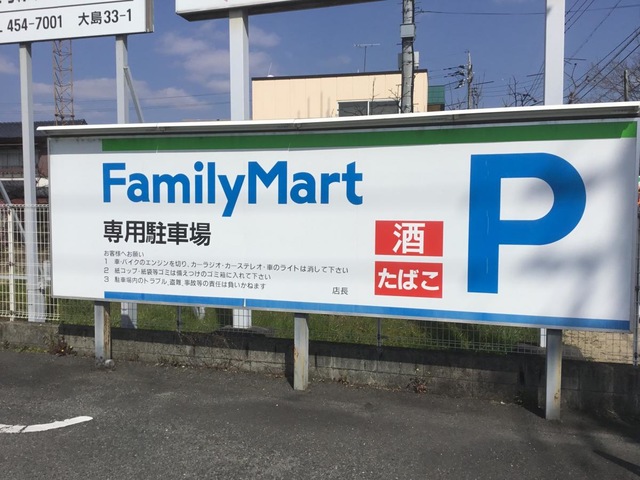 454-7001 大島33-1
FamilyMart
P
専用駐車場
酒
たばこ
お客様へお願い
1 車・バイクのエンジンを切り、カーラジオ・カーステレオ・車のライトは消して下さい
2 紙コップ・紙袋等ゴミは備えつけのゴミ箱に入れて下さい
3 駐車場内のトラブル、盗難、事故等の責任は負いかねます
店長